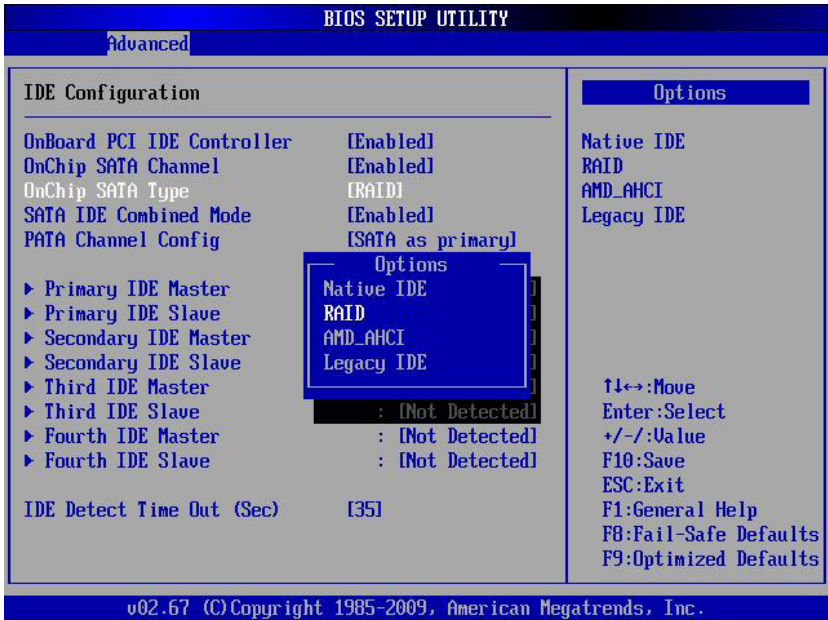 BIOS SETUP UTILITY
Advanced
IDE Configuration
OnBoard PCI IDE Controller [Enabled]
OnChip SATA Channel [Enabled]
OnChip SATA Type [RAID]
SATA IDE Combined Mode [Enabled]
PATA Channel Config [SATA as primary]
▶ Primary IDE Master ]
▶ Primary IDE Slave ]
▶ Secondary IDE Master ]
▶ Secondary IDE Slave ]
▶ Third IDE Master ]
▶ Third IDE Slave : [Not Detected]
▶ Fourth IDE Master : [Not Detected]
▶ Fourth IDE Slave : [Not Detected]
IDE Detect Time Out (Sec) [35]
Options
Native IDE
RAID
AMD_AHCI
Legacy IDE
Options
Native IDE
RAID
AMD_AHCI
Legacy IDE
↑↓←→:Move
Enter:Select
+/-/:Value
F10:Save
ESC:Exit
F1:General Help
F8:Fail-Safe Defaults
F9:Optimized Defaults
v02.67 (C)Copyright 1985-2009, American Megatrends, Inc.